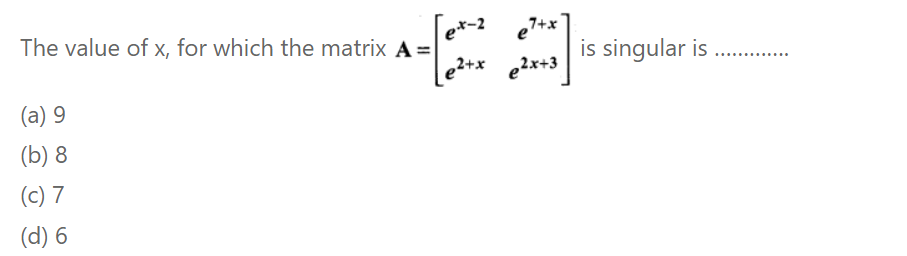 The value of x, for which the matrix A = [e^{x-2} e^{7+x}; e^{2+x} e^{2x+3}] is singular is .............
(a) 9
(b) 8
(c) 7
(d) 6